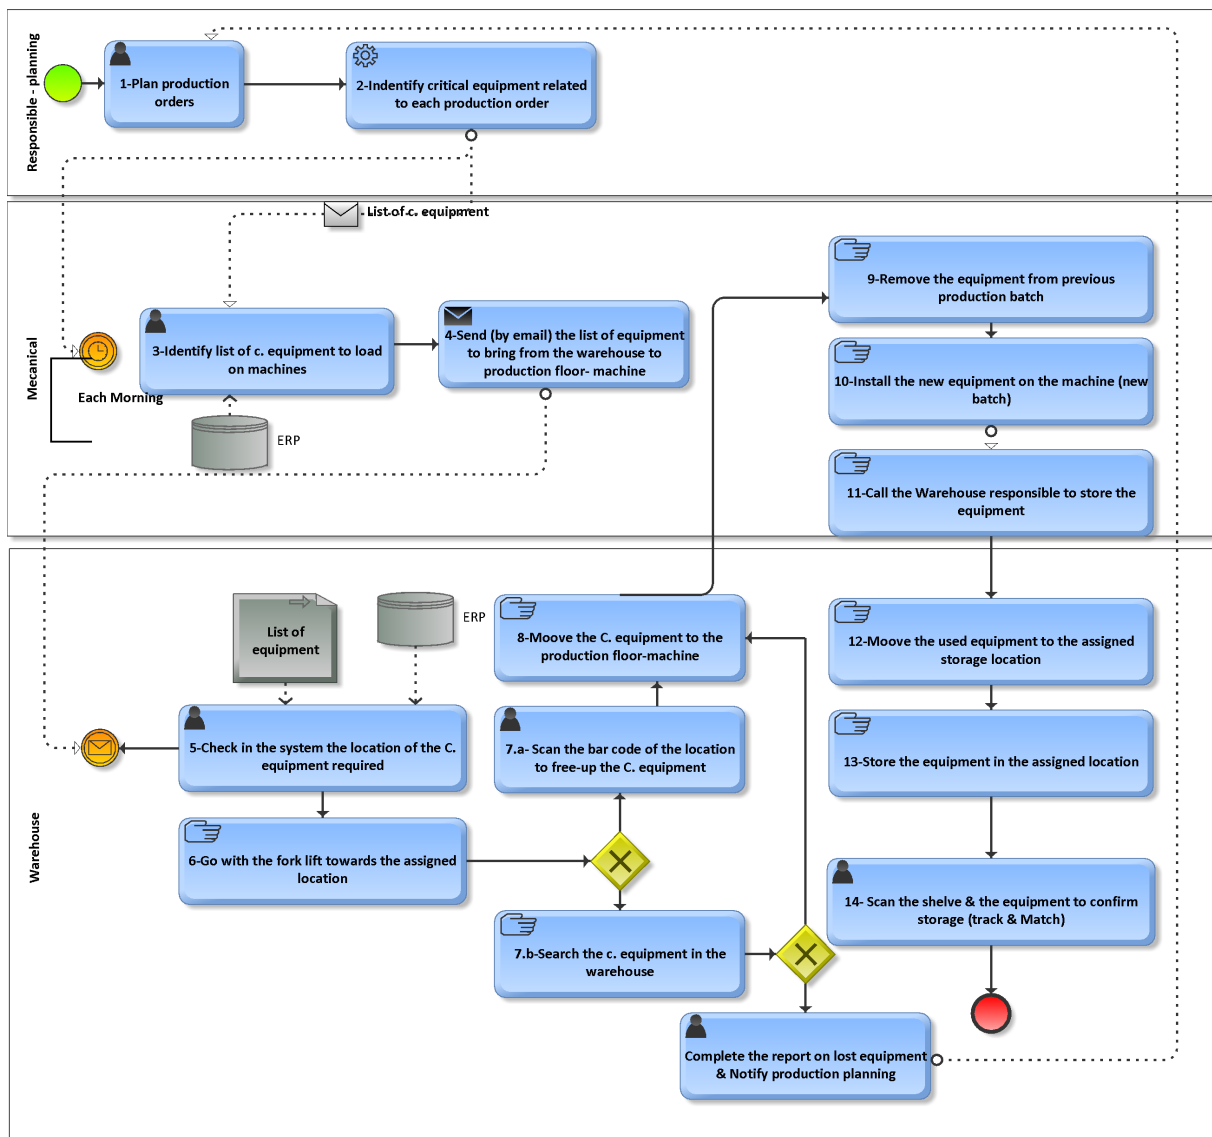 Responsible - planning
1-Plan production
orders
2-Indentify critical equipment related
to each production order
List of c. equipment
Mecanical
Each Morning
3-Identify list of c. equipment to load
on machines
ERP
4-Send (by email) the list of equipment
to bring from the warehouse to
production floor- machine
9-Remove the equipment from previous
production batch
10-Install the new equipment on the machine (new
batch)
11-Call the Warehouse responsible to store the
equipment
Warehouse
List of
equipment
ERP
5-Check in the system the location of the C.
equipment required
6-Go with the fork lift towards the assigned
location
8-Moove the C. equipment to the
production floor-machine
7.a- Scan the bar code of the location
to free-up the C. equipment
7.b-Search the c. equipment in the
warehouse
Complete the report on lost equipment
& Notify production planning
12-Moove the used equipment to the assigned
storage location
13-Store the equipment in the assigned location
14- Scan the shelve & the equipment to confirm
storage (track & Match)